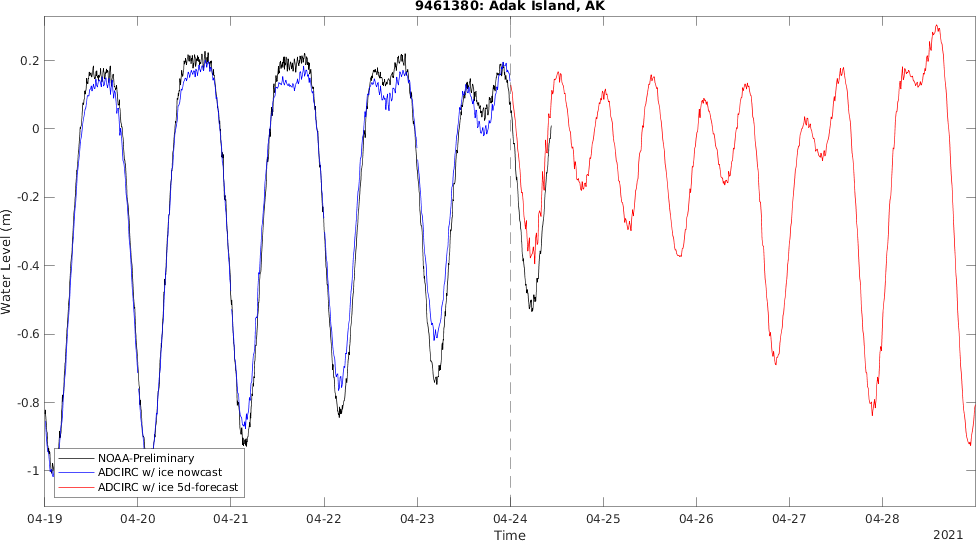 9461380: Adak Island, AK
Water Level (m)
0.2
0
-0.2
-0.4
-0.6
-0.8
-1
NOAA-Preliminary
ADCIRC w/ ice nowcast
ADCIRC w/ ice 5d-forecast
04-19 04-20 04-21 04-22 04-23 04-24 04-25 04-26 04-27 04-28
Time
2021